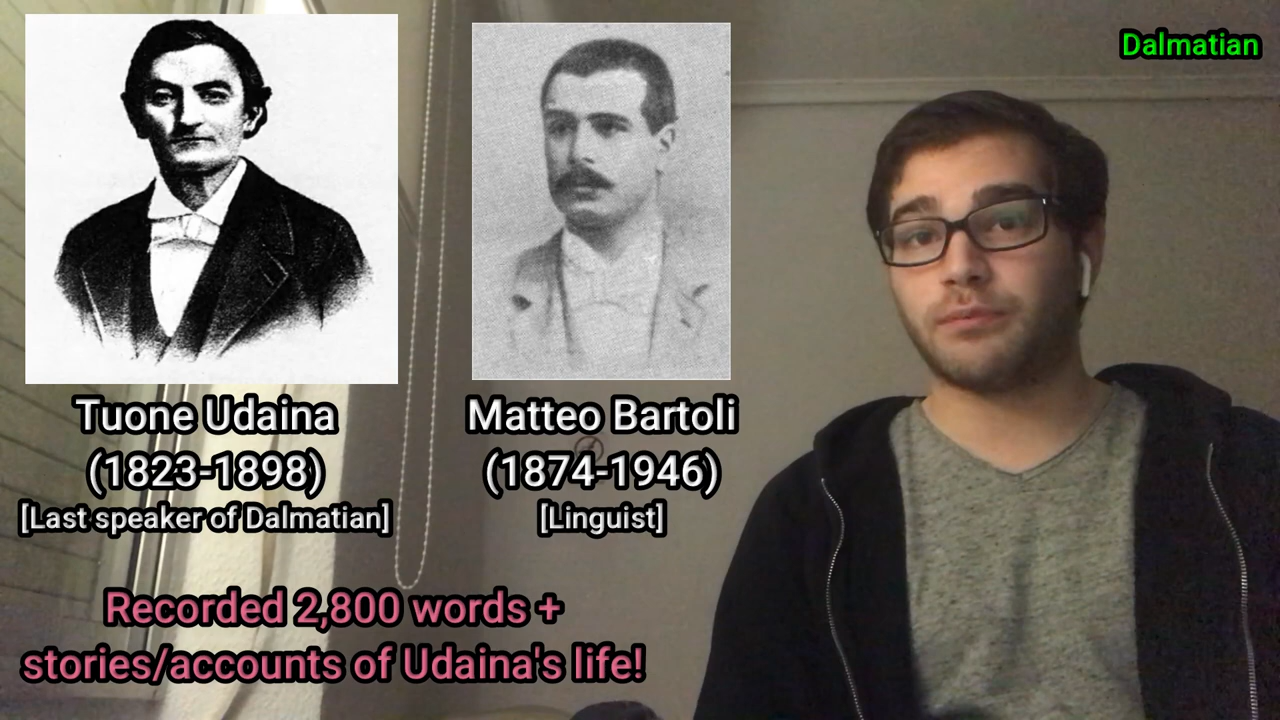 Dalmatian
Tuone Udaina
(1823-1898)
[Last speaker of Dalmatian]
Matteo Bartoli
(1874-1946)
[Linguist]
Recorded 2,800 words +
stories/accounts of Udaina's life!